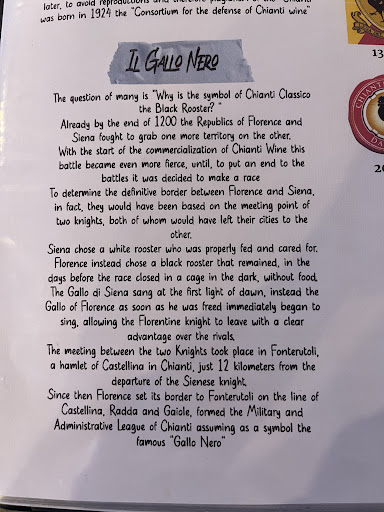 later, to avoid reproductions and therefore plagiarism of the "Chianti"
was born in 1924 the "Consortium for the defense of Chianti wine"
IL GALLO NERO
The question of many is "Why is the symbol of Chianti Classico
the Black Rooster? "
Already by the end of 1200 the Republics of Florence and
Siena fought to grab one more territory on the other.
With the start of the commercialization of Chianti Wine this
battle became even more fierce, until, to put an end to the
battles it was decided to make a race
To determine the definitive border between Florence and Siena,
in fact, they would have been based on the meeting point of
two knights, both of whom would have left their cities to the
other.
Siena chose a white rooster who was properly fed and cared for.
Florence instead chose a black rooster that remained, in the
days before the race closed in a cage in the dark, without food.
The Gallo di Siena sang at the first light of dawn, instead the
Gallo of Florence as soon as he was freed immediately began to
sing, allowing the Florentine knight to leave with a clear
advantage over the rivals.
The meeting between the two Knights took place in Fonterutoli,
a hamlet of Castellina in Chianti, just 12 kilometers from the
departure of the Sienese knight.
Since then Florence set its border to Fonterutoli on the line of
Castellina, Radda and Gaiole, formed the Military and
Administrative League of Chianti assuming as a symbol the
famous "Gallo Nero"
13
CHIANTI
DA
20